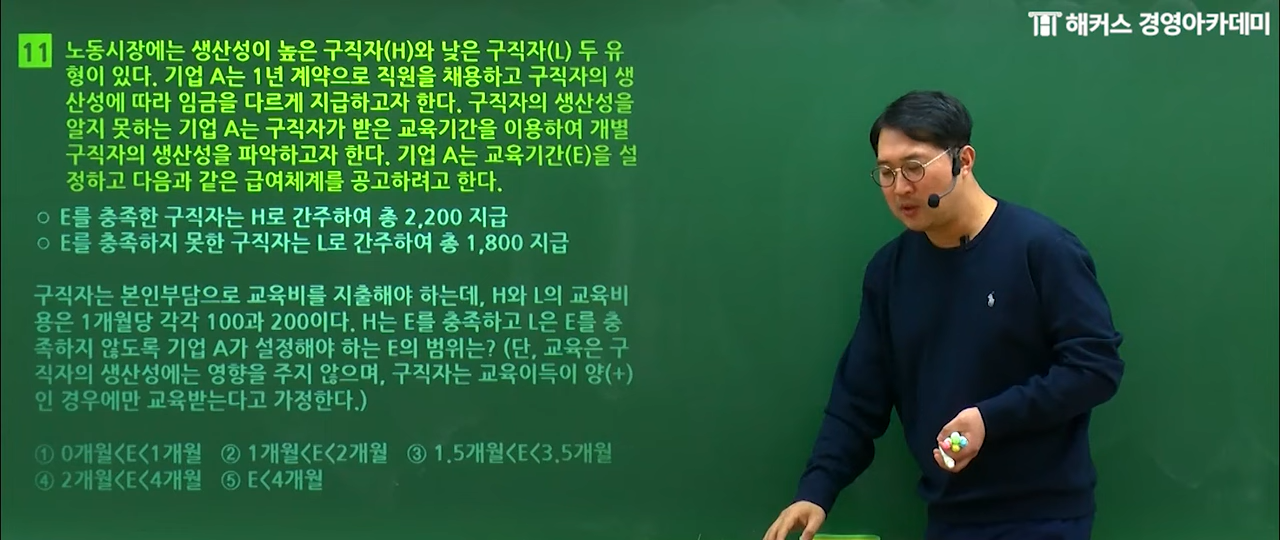 해커스 경영아카데미
11 노동시장에는 생산성이 높은 구직자(H)와 낮은 구직자(L) 두 유
형이 있다. 기업 A는 1년 계약으로 직원을 채용하고 구직자의 생
산성에 따라 임금을 다르게 지급하고자 한다. 구직자의 생산성을
알지 못하는 기업 A는 구직자가 받은 교육기간을 이용하여 개별
구직자의 생산성을 파악하고자 한다. 기업 A는 교육기간(E)을 설
정하고 다음과 같은 급여체계를 공고하려고 한다.
○ E를 충족한 구직자는 H로 간주하여 총 2,200 지급
○ E를 충족하지 못한 구직자는 L로 간주하여 총 1,800 지급
구직자는 본인부담으로 교육비를 지출해야 하는데, H와 L의 교육비
용은 1개월당 각각 100과 200이다. H는 E를 충족하고 L은 E를 충
족하지 않도록 기업 A가 설정해야 하는 E의 범위는? (단, 교육은 구
직자의 생산성에는 영향을 주지 않으며, 구직자는 교육이득이 양(+)
인 경우에만 교육받는다고 가정한다.)
① 0개월<E<1개월 ② 1개월<E<2개월 ③ 1.5개월<E<3.5개월
④ 2개월<E<4개월 ⑤ E<4개월